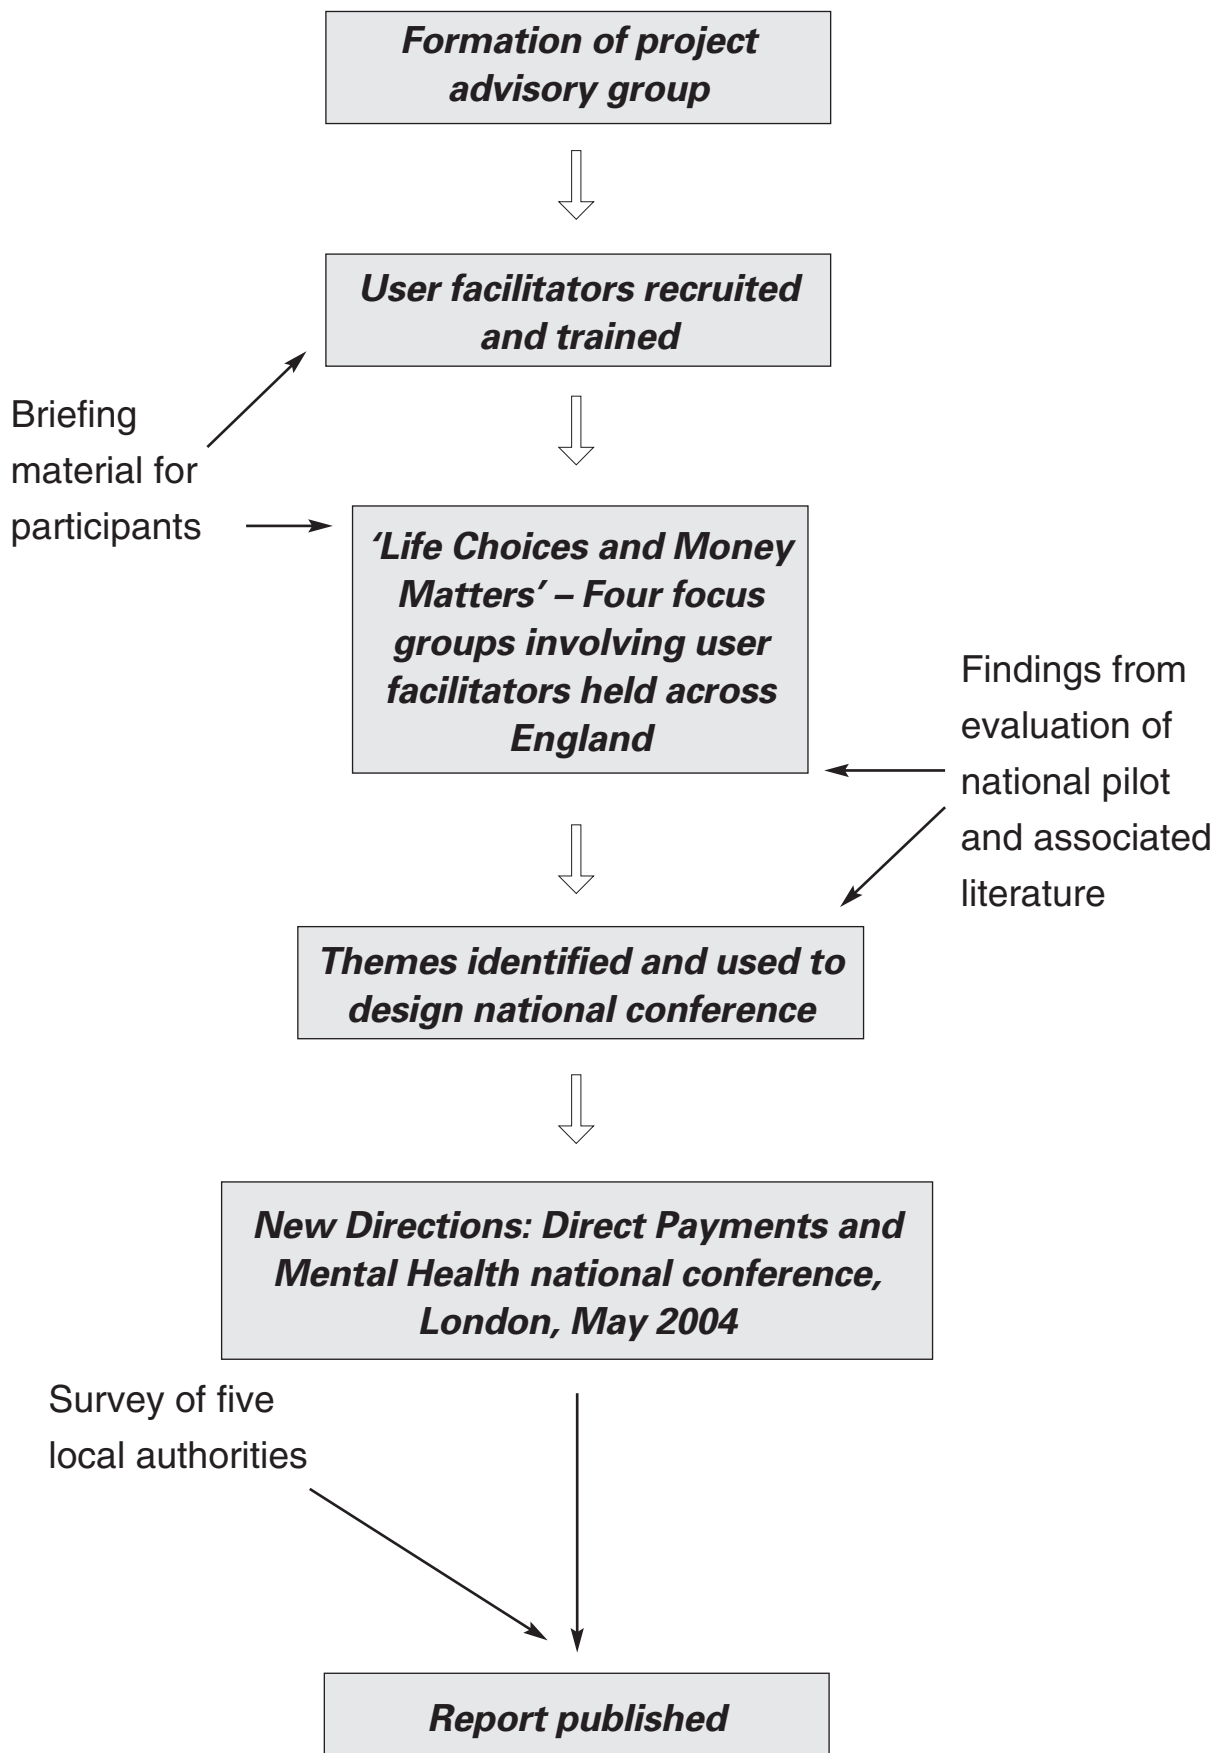 Formation of project
advisory group
User facilitators recruited
and trained
Briefing
material for
participants
‘Life Choices and Money
Matters’ – Four focus
groups involving user
facilitators held across
England
Findings from
evaluation of
national pilot
and associated
literature
Themes identified and used to
design national conference
New Directions: Direct Payments and
Mental Health national conference,
London, May 2004
Survey of five
local authorities
Report published